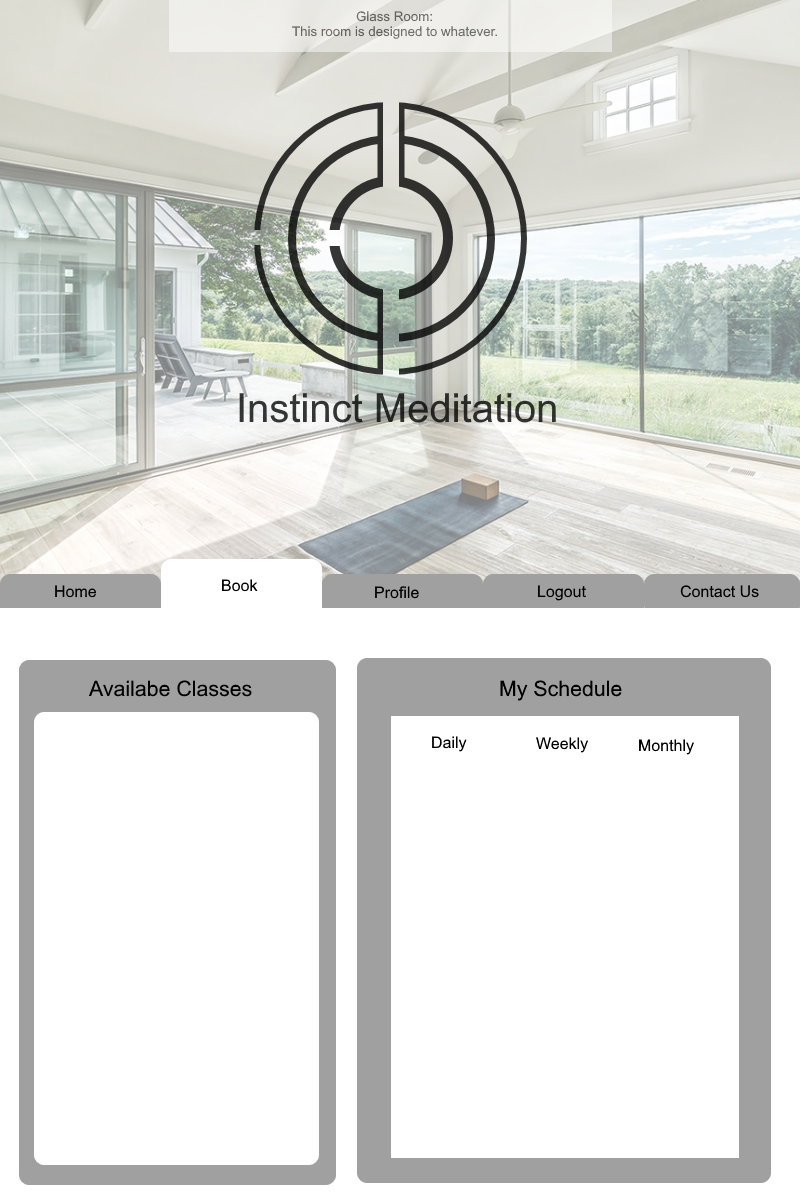 Glass Room:
This room is designed to whatever.
Instinct Meditation
Home
Book
Profile
Logout
Contact Us
Availabe Classes
My Schedule
Daily
Weekly
Monthly